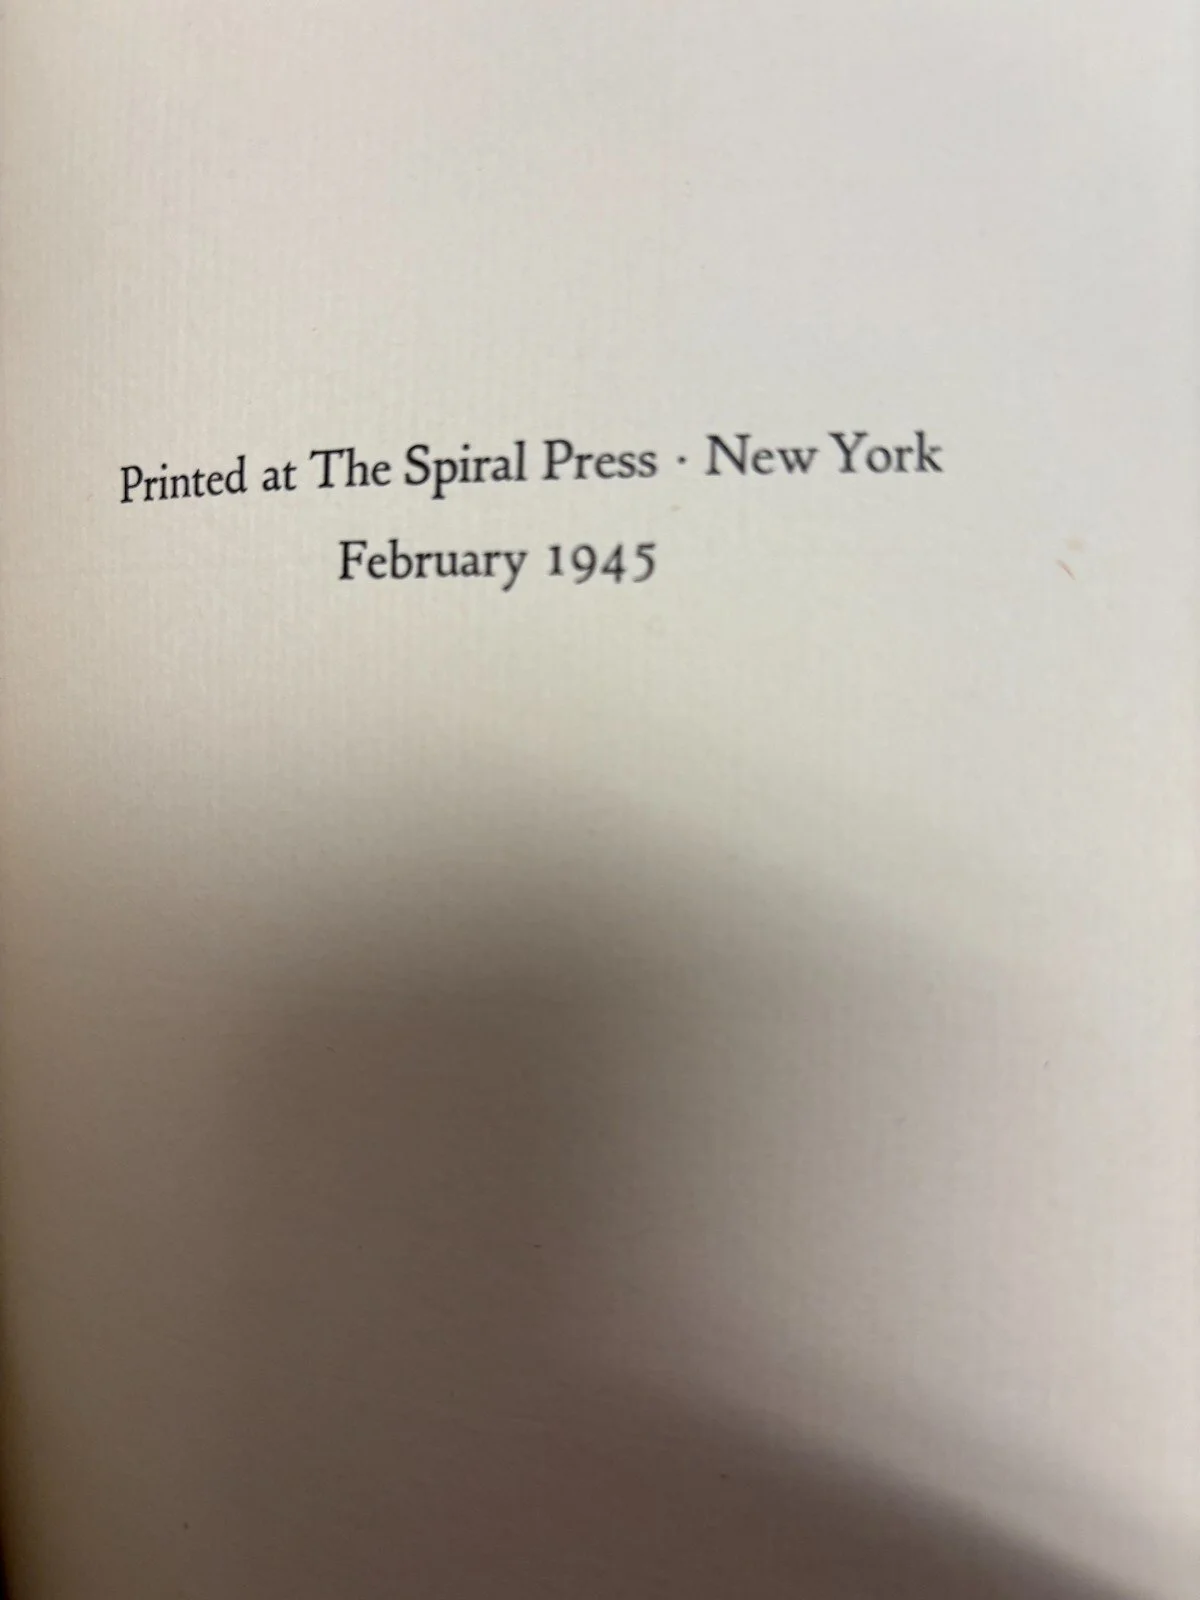 Printed at The Spiral Press · New York
February 1945